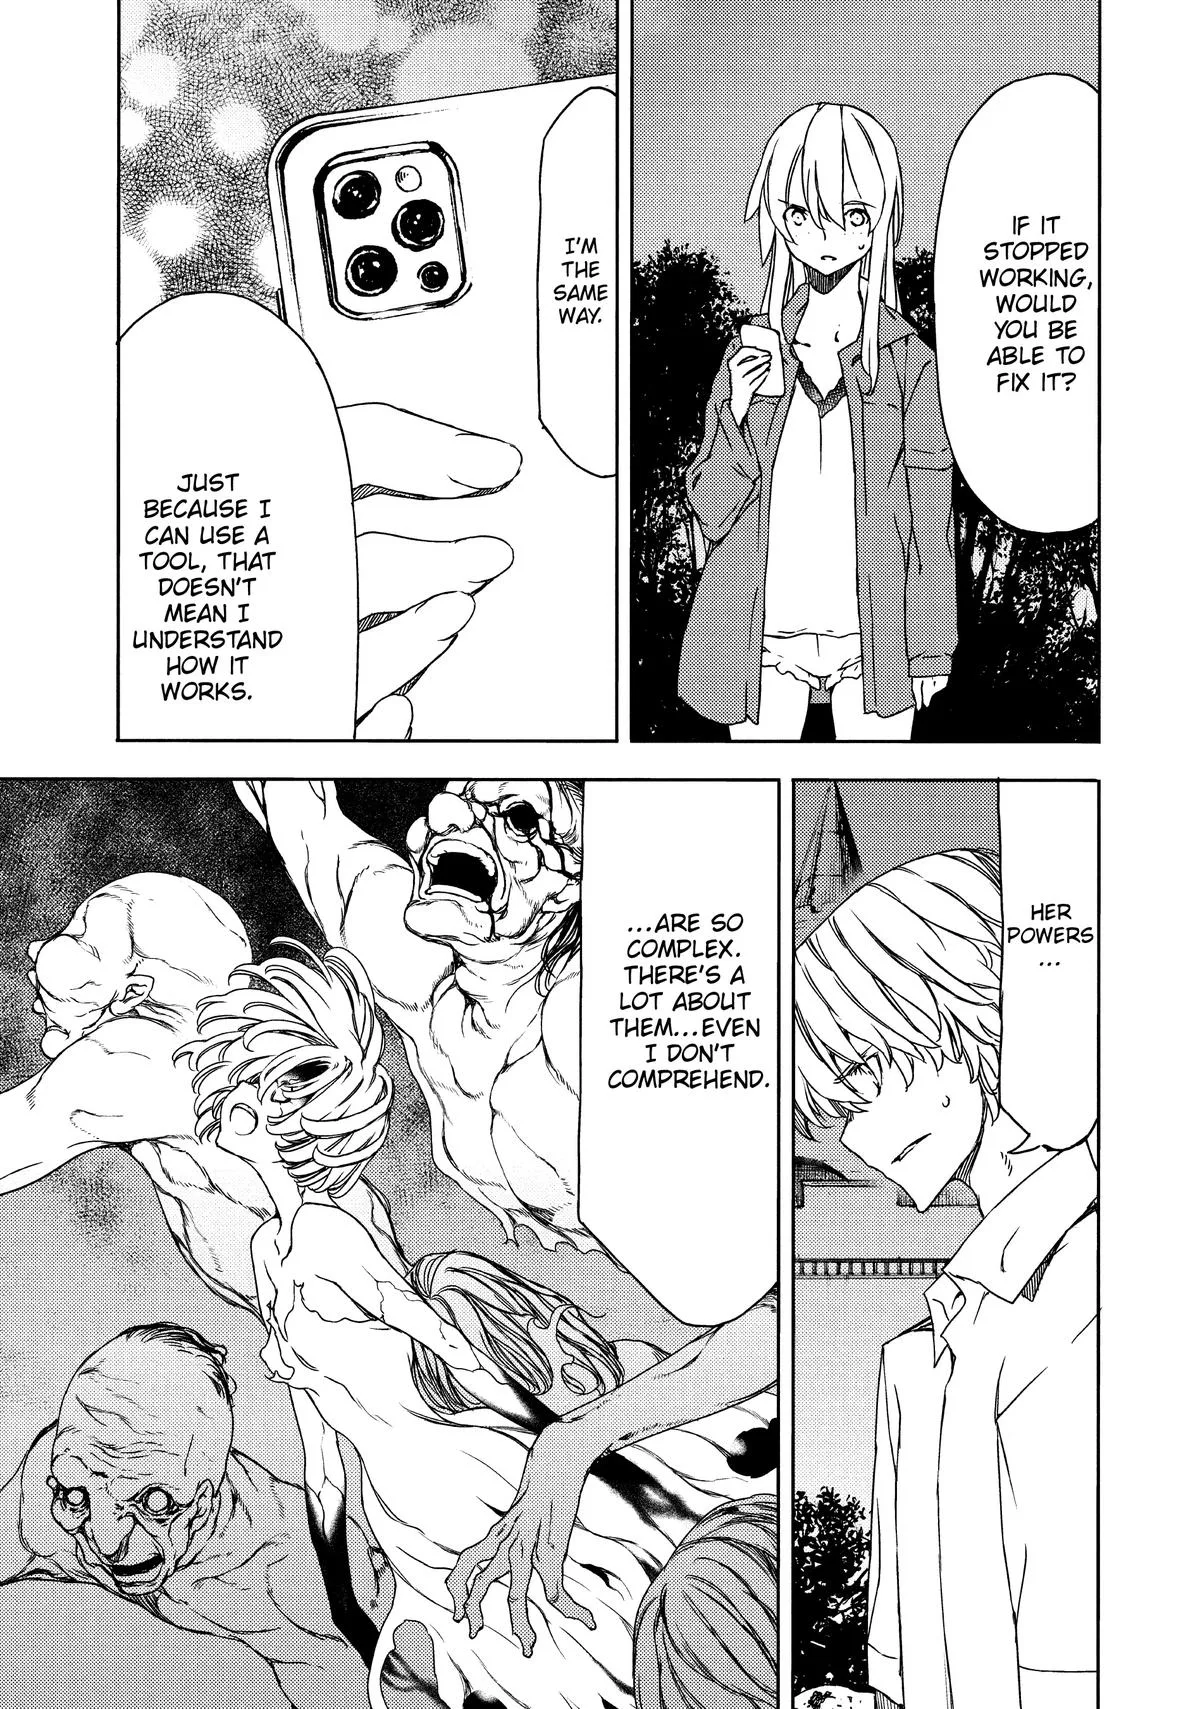 IF IT
STOPPED
WORKING,
WOULD
YOU BE
ABLE TO
FIX IT?
I'M
THE
SAME
WAY.
JUST
BECAUSE I
CAN USE A
TOOL, THAT
DOESN'T
MEAN I
UNDERSTAND
HOW IT
WORKS.
HER
POWERS
...
...ARE SO
COMPLEX.
THERE'S A
LOT ABOUT
THEM...EVEN
I DON'T
COMPREHEND.